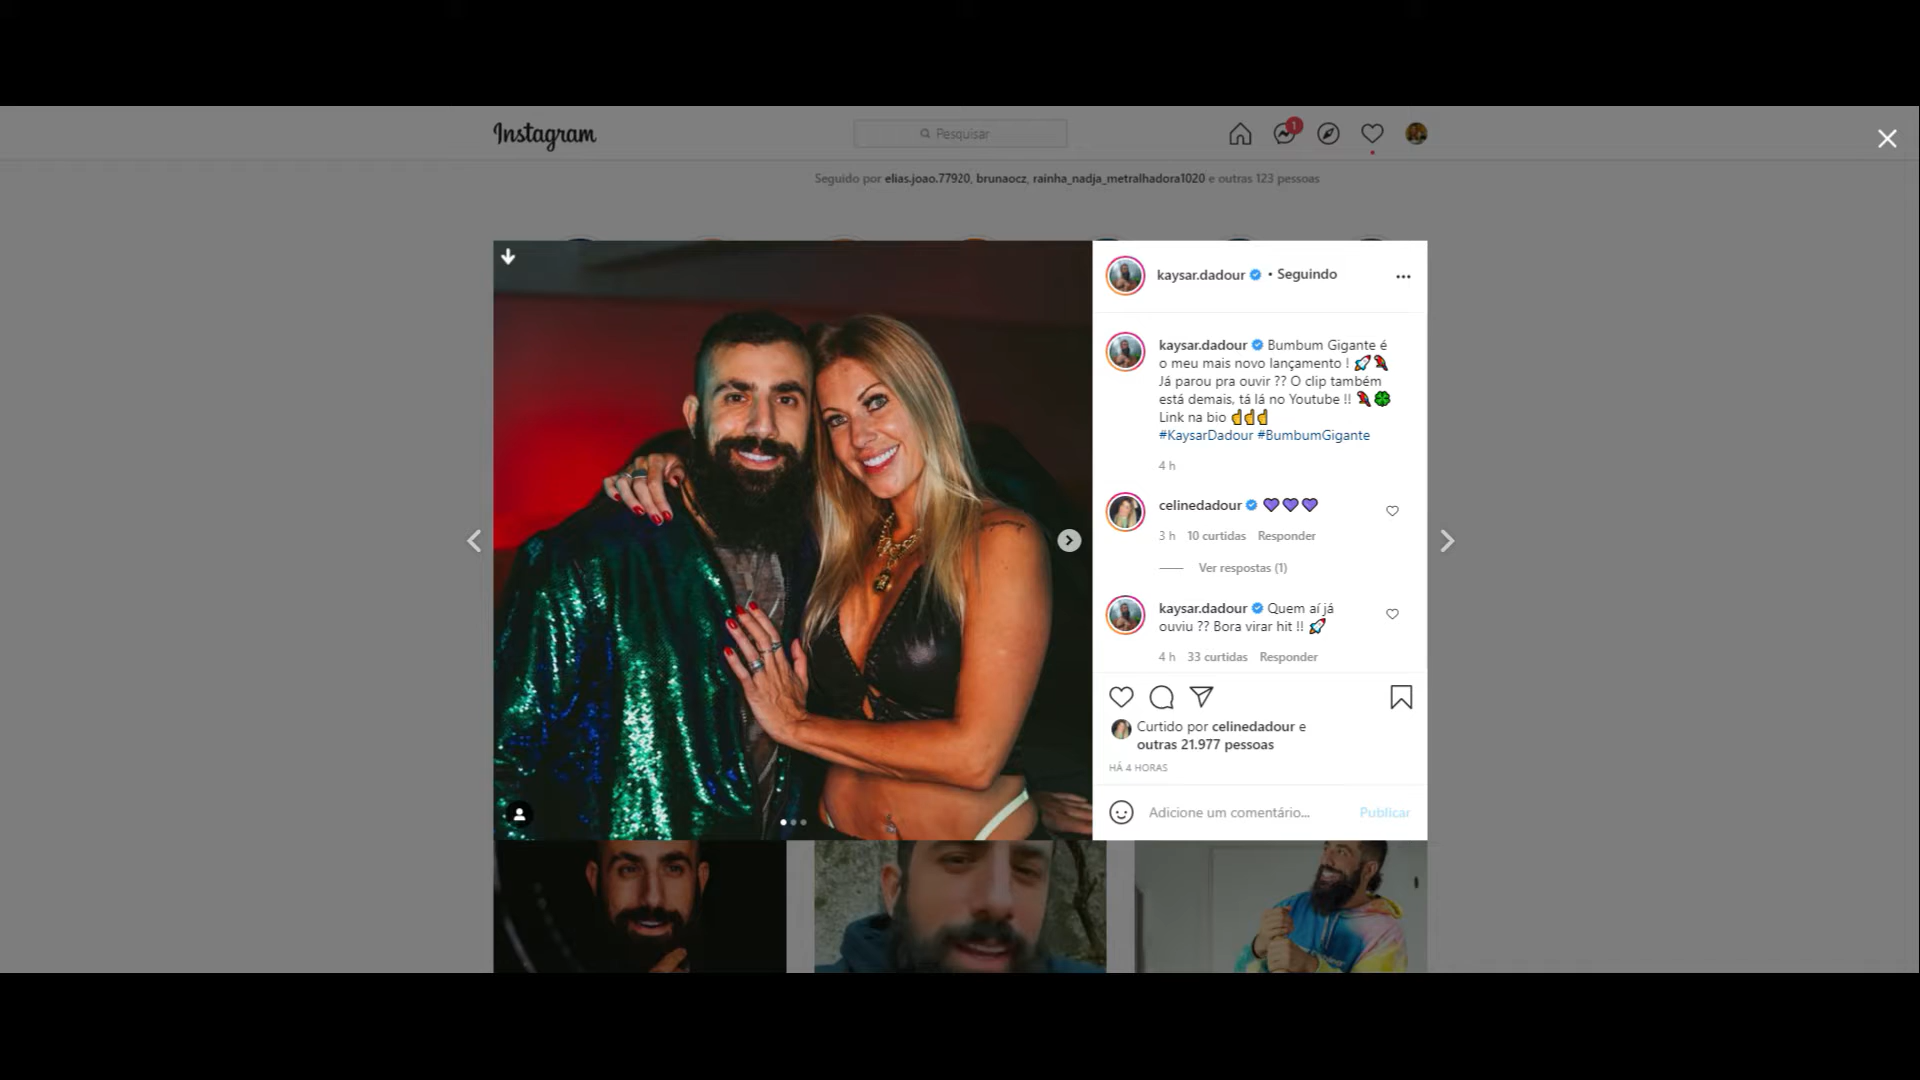 Instagram
Pesquisar
1
Seguido por elias.joao.77920, brunaocz, rainha_nadja_metralhadora1020 e outras 123 pessoas
kaysar.dadour • Seguindo
kaysar.dadour Bumbum Gigante é
o meu mais novo lançamento ! 🚀🦜
Já parou pra ouvir ?? O clip também
está demais, tá lá no Youtube !! 🦜🍀
Link na bio ☝️☝️☝️
#KaysarDadour #BumbumGigante
4 h
celinedadour 💜💜💜
3 h 10 curtidas Responder
Ver respostas (1)
kaysar.dadour Quem aí já
ouviu ?? Bora virar hit !! 🚀
4 h 33 curtidas Responder
Curtido por celinedadour e
outras 21.977 pessoas
HÁ 4 HORAS
Adicione um comentário... Publicar